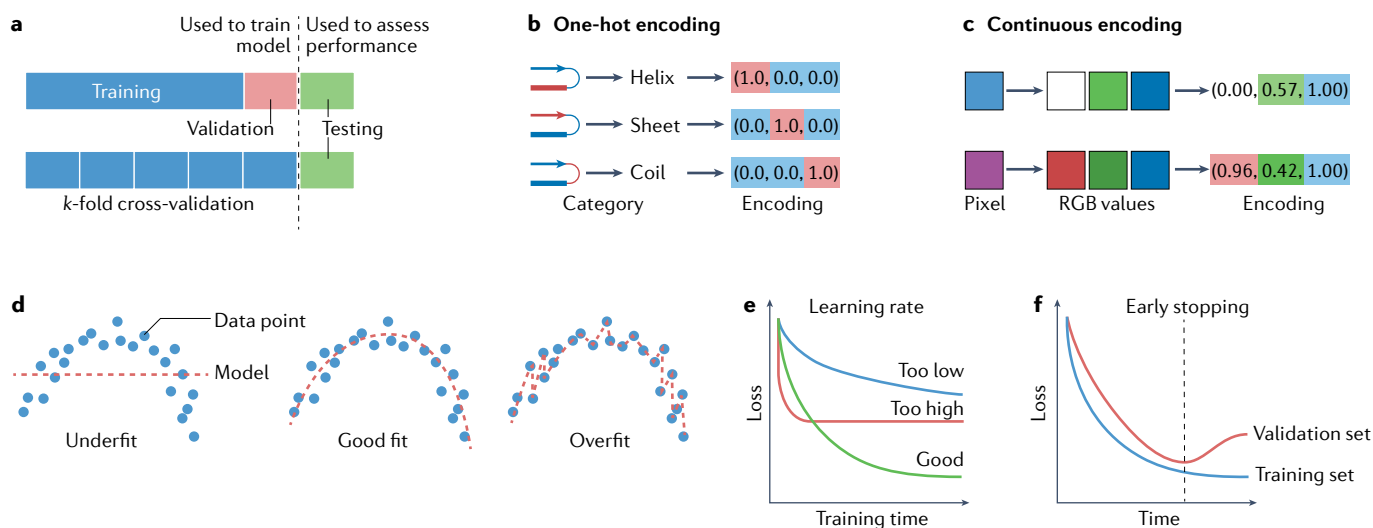 a
Used to train
model
Used to assess
performance
Training
Validation
Testing
k-fold cross-validation
b One-hot encoding
Helix
(1.0, 0.0, 0.0)
Sheet
(0.0, 1.0, 0.0)
Coil
(0.0, 0.0, 1.0)
Category
Encoding
c Continuous encoding
(0.00, 0.57, 1.00)
(0.96, 0.42, 1.00)
Pixel
RGB values
Encoding
d
Data point
Model
Underfit
Good fit
Overfit
e
Learning rate
Too low
Too high
Good
Loss
Training time
f
Early stopping
Validation set
Training set
Loss
Time